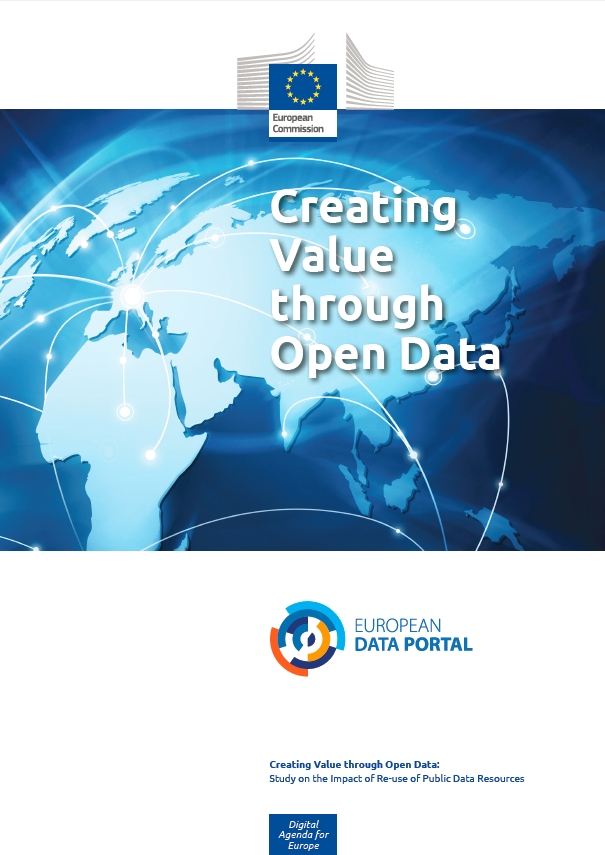 European
Commission
Creating
Value
through
Open Data
EUROPEAN
DATA PORTAL
Creating Value through Open Data:
Study on the Impact of Re-use of Public Data Resources
Digital
Agenda for
Europe